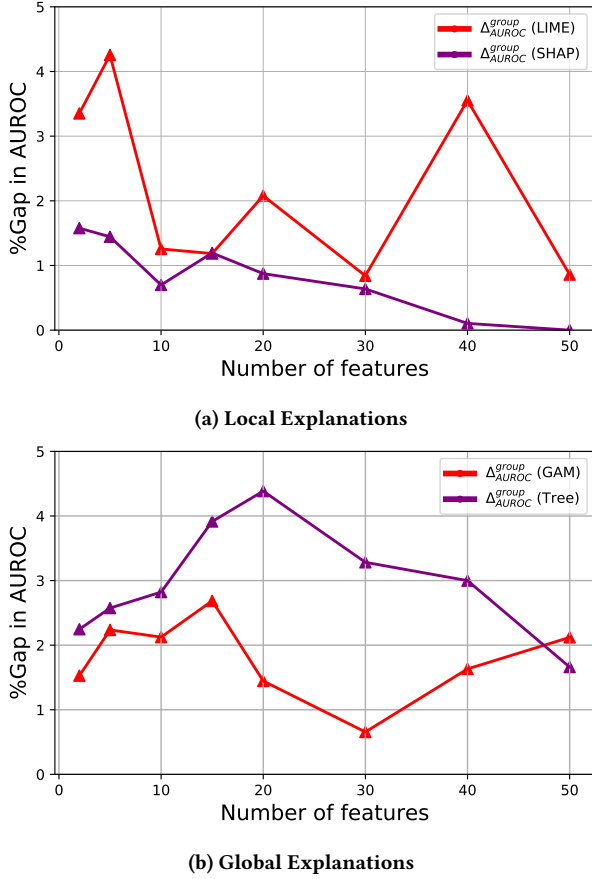 5
4
3
2
1
0
%Gap in AUROC
Δ^{group}_{AUROC} (LIME)
Δ^{group}_{AUROC} (SHAP)
0 10 20 30 40 50
Number of features
(a) Local Explanations
5
4
3
2
1
0
%Gap in AUROC
Δ^{group}_{AUROC} (GAM)
Δ^{group}_{AUROC} (Tree)
0 10 20 30 40 50
Number of features
(b) Global Explanations